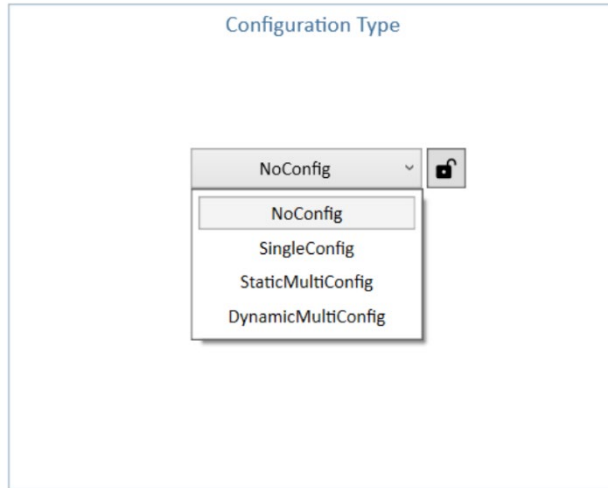 Configuration Type
NoConfig
NoConfig
SingleConfig
StaticMultiConfig
DynamicMultiConfig